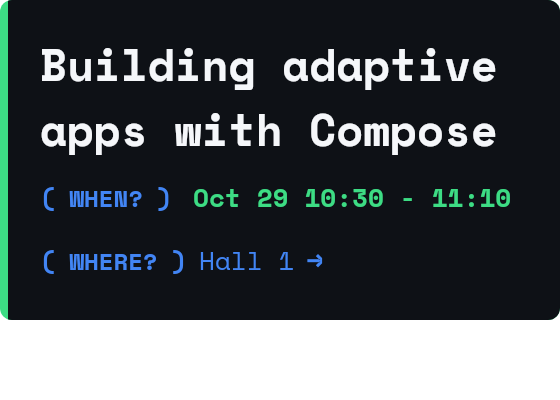 Building adaptive
apps with Compose
( WHEN? ) Oct 29 10:30 - 11:10
( WHERE? ) Hall 1 →